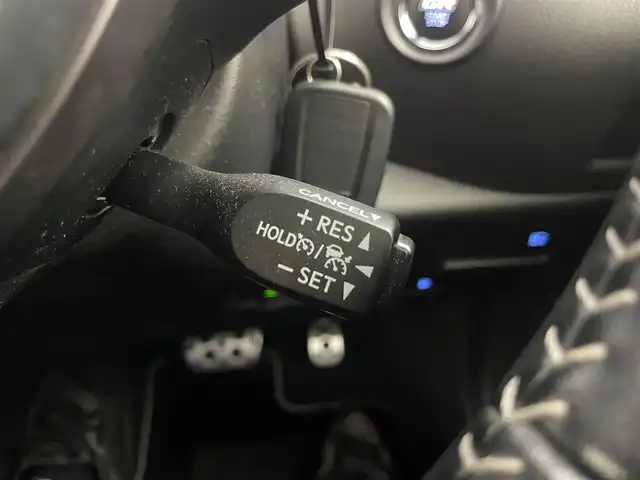 CANCEL
+ RES
HOLD /
− SET